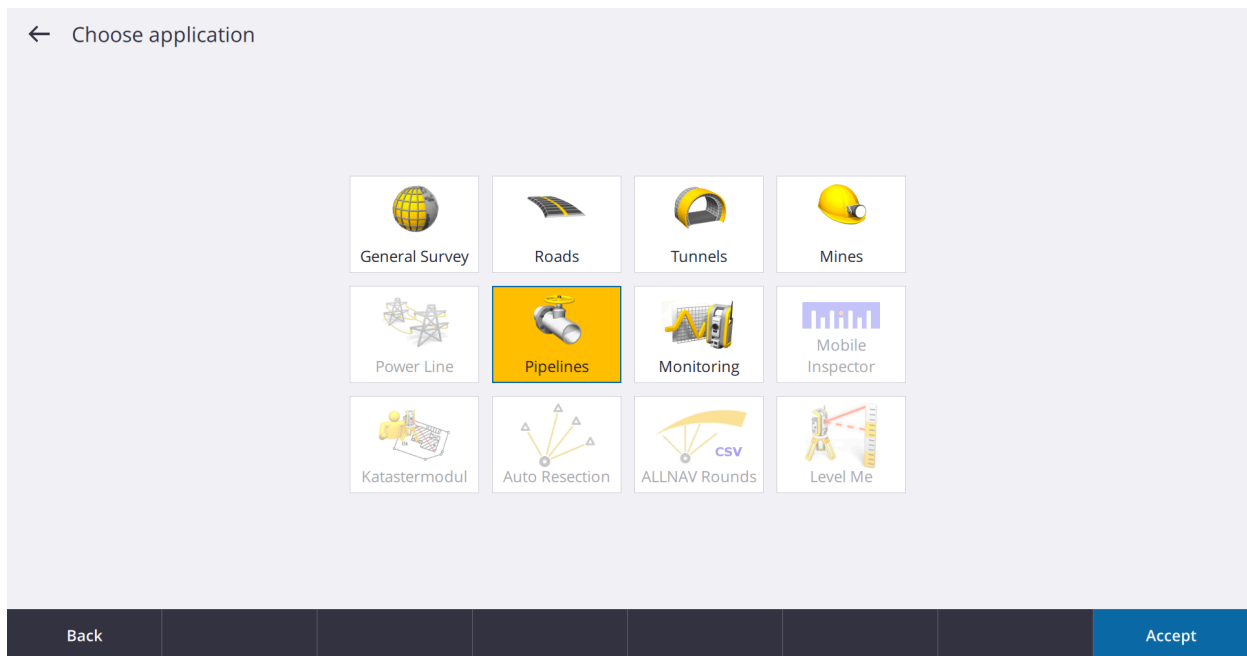 Choose application
General Survey
Roads
Tunnels
Mines
Power Line
Pipelines
Monitoring
Mobile
Inspector
Katastermodul
Auto Resection
CSV
ALLNAV Rounds
Level Me
Back
Accept